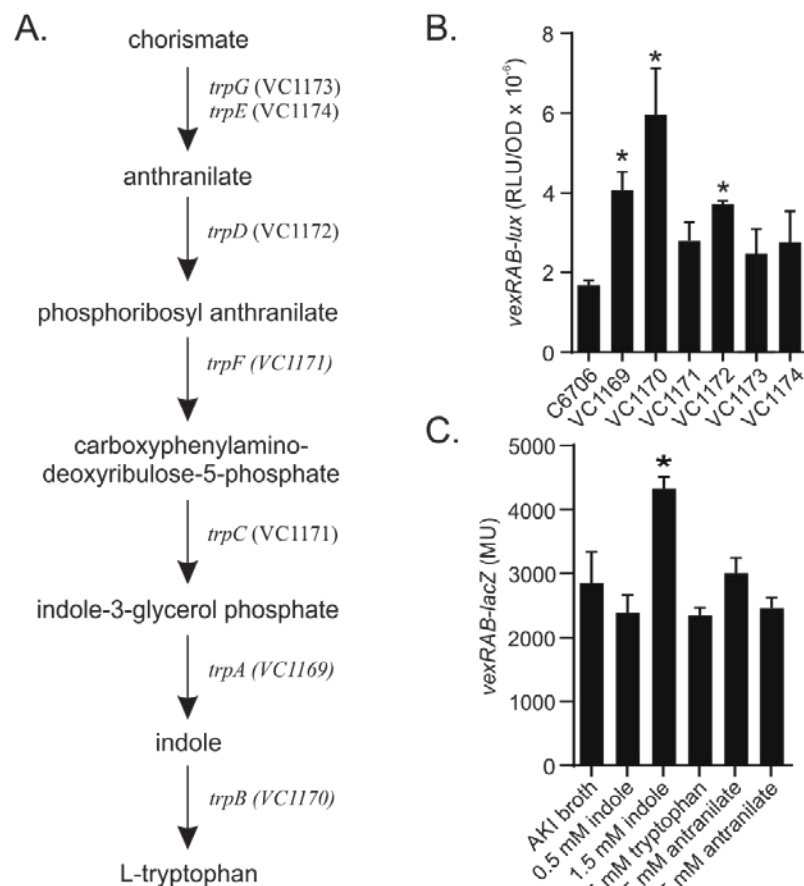 A.
chorismate
trpG (VC1173)
trpE (VC1174)
anthranilate
trpD (VC1172)
phosphoribosyl anthranilate
trpF (VC1171)
carboxyphenylamino-
deoxyribulose-5-phosphate
trpC (VC1171)
indole-3-glycerol phosphate
trpA (VC1169)
indole
trpB (VC1170)
L-tryptophan
B.
vexRAB-lux (RLU/OD x 10⁻⁶)
8
6
4
2
0
*
*
*
C6706
VC1169
VC1170
VC1171
VC1172
VC1173
VC1174
C.
vexRAB-lacZ (MU)
5000
4000
3000
2000
1000
0
*
AKI broth
0.5 mM indole
1.5 mM indole
mM tryptophan
mM antranilate
mM antranilate